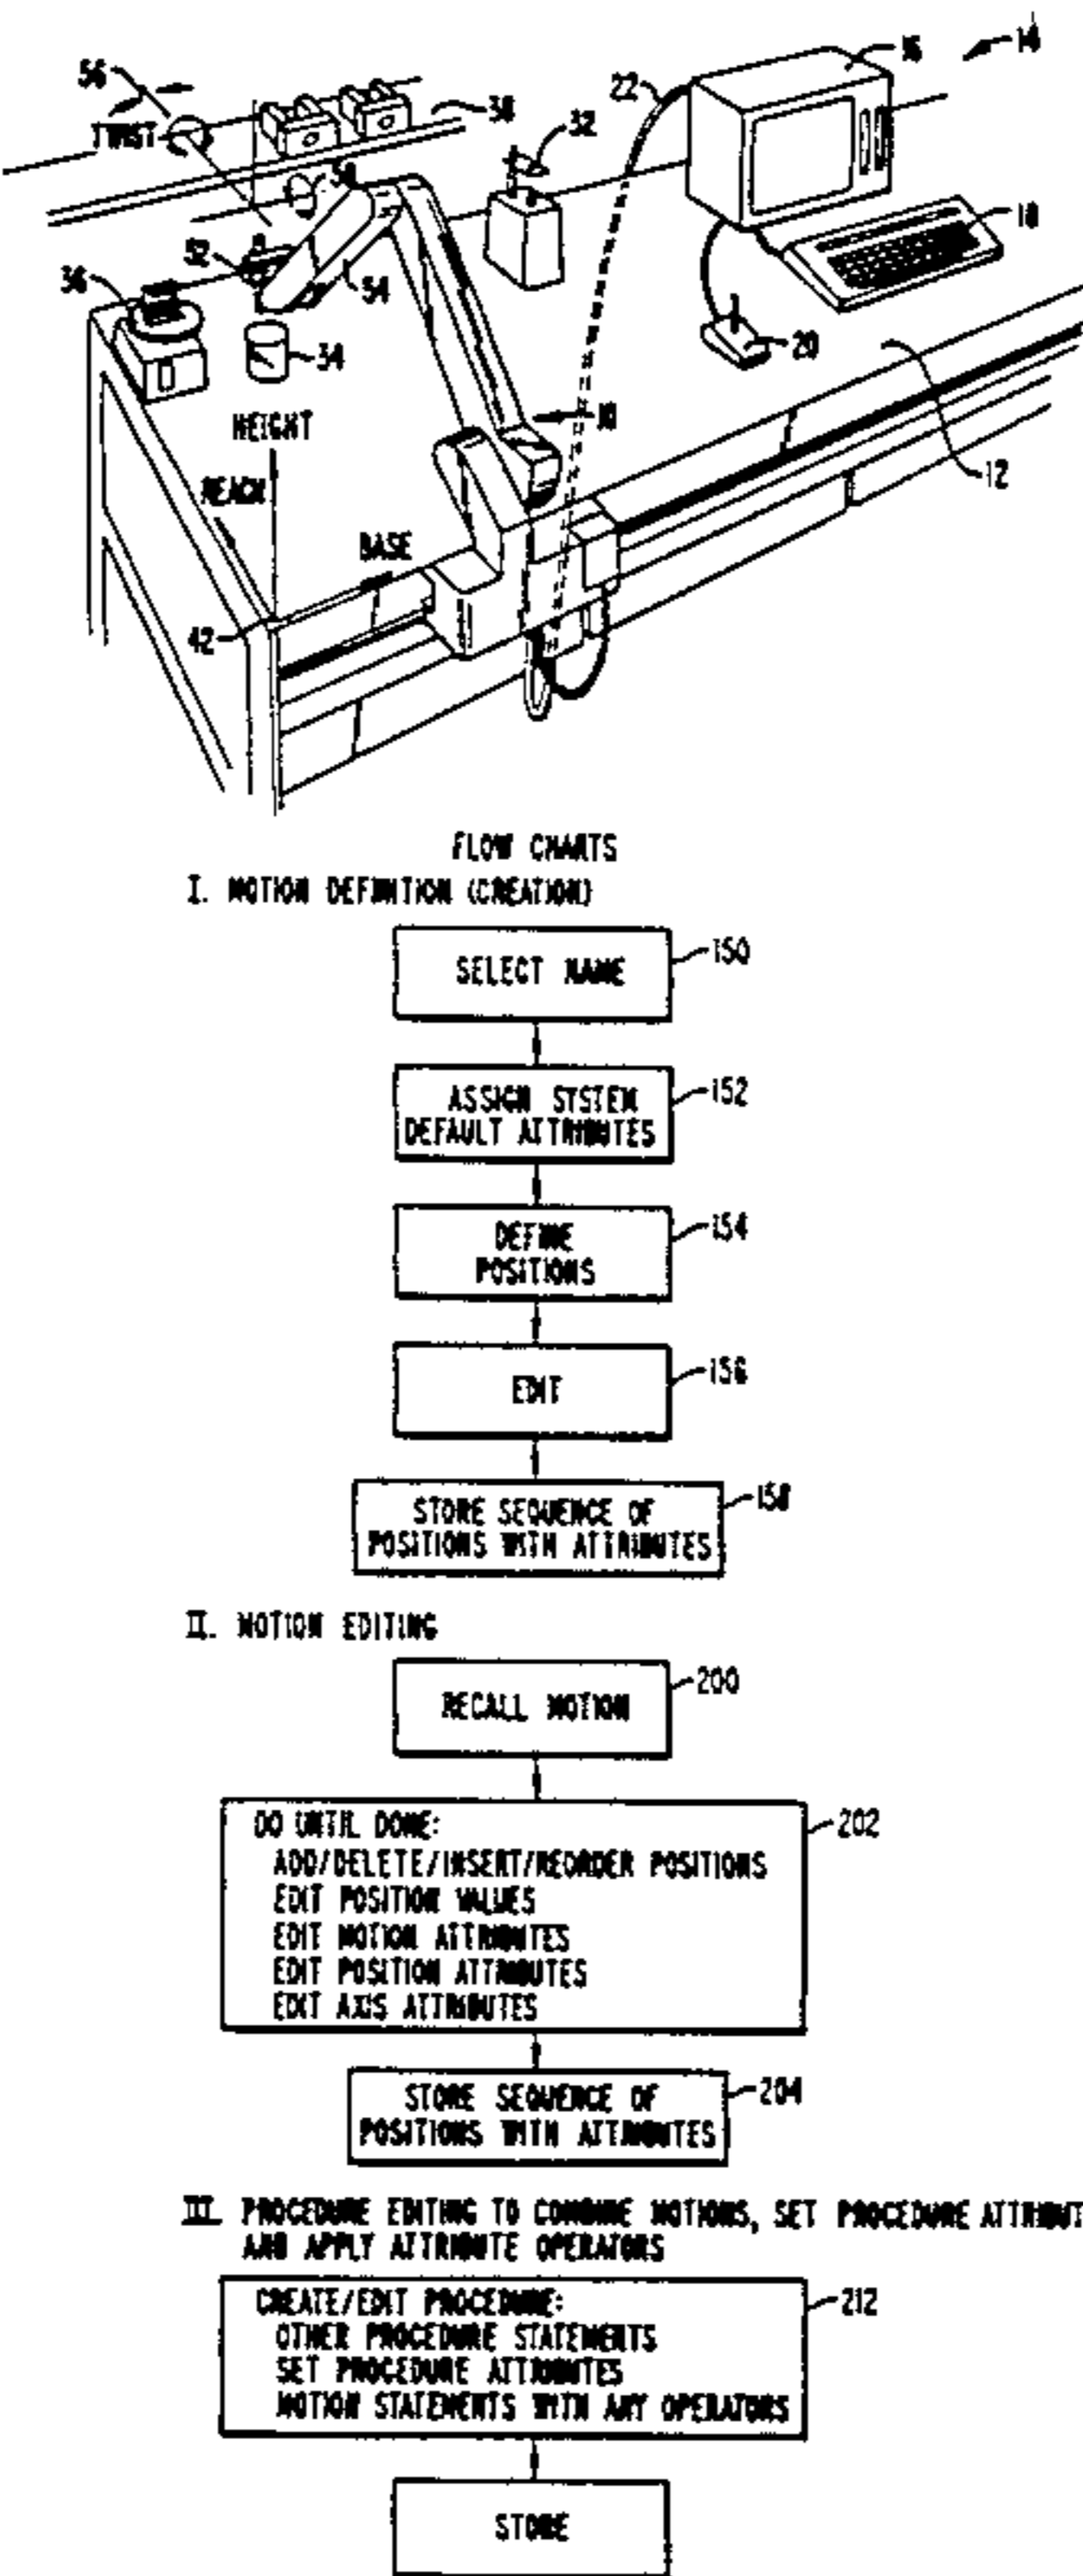 56
TWIST
38
58
52
36
54
34
32
22
16
14
18
20
12
10
HEIGHT
REACH
BASE
42
FLOW CHARTS
I. MOTION DEFINITION (CREATION)
SELECT NAME
150
ASSIGN SYSTEM
DEFAULT ATTRIBUTES
152
DEFINE
POSITIONS
154
EDIT
156
STORE SEQUENCE OF
POSITIONS WITH ATTRIBUTES
158
II. MOTION EDITING
RECALL MOTION
200
DO UNTIL DONE:
ADD/DELETE/INSERT/REORDER POSITIONS
EDIT POSITION VALUES
EDIT MOTION ATTRIBUTES
EDIT POSITION ATTRIBUTES
EDIT AXIS ATTRIBUTES
202
STORE SEQUENCE OF
POSITIONS WITH ATTRIBUTES
204
III. PROCEDURE EDITING TO COMBINE MOTIONS, SET PROCEDURE ATTRIBUT
AND APPLY ATTRIBUTE OPERATORS
CREATE/EDIT PROCEDURE:
OTHER PROCEDURE STATEMENTS
SET PROCEDURE ATTRIBUTES
MOTION STATEMENTS WITH ANY OPERATORS
212
STORE